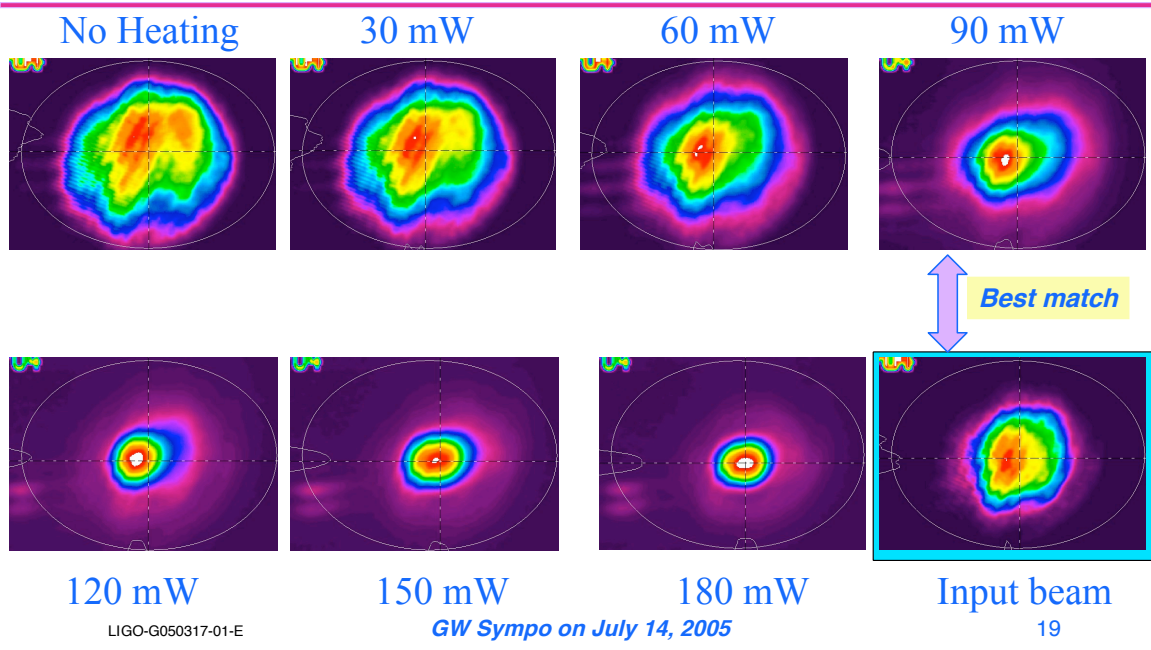 No Heating
30 mW
60 mW
90 mW
Best match
120 mW
150 mW
180 mW
Input beam
LIGO-G050317-01-E
GW Sympo on July 14, 2005
19